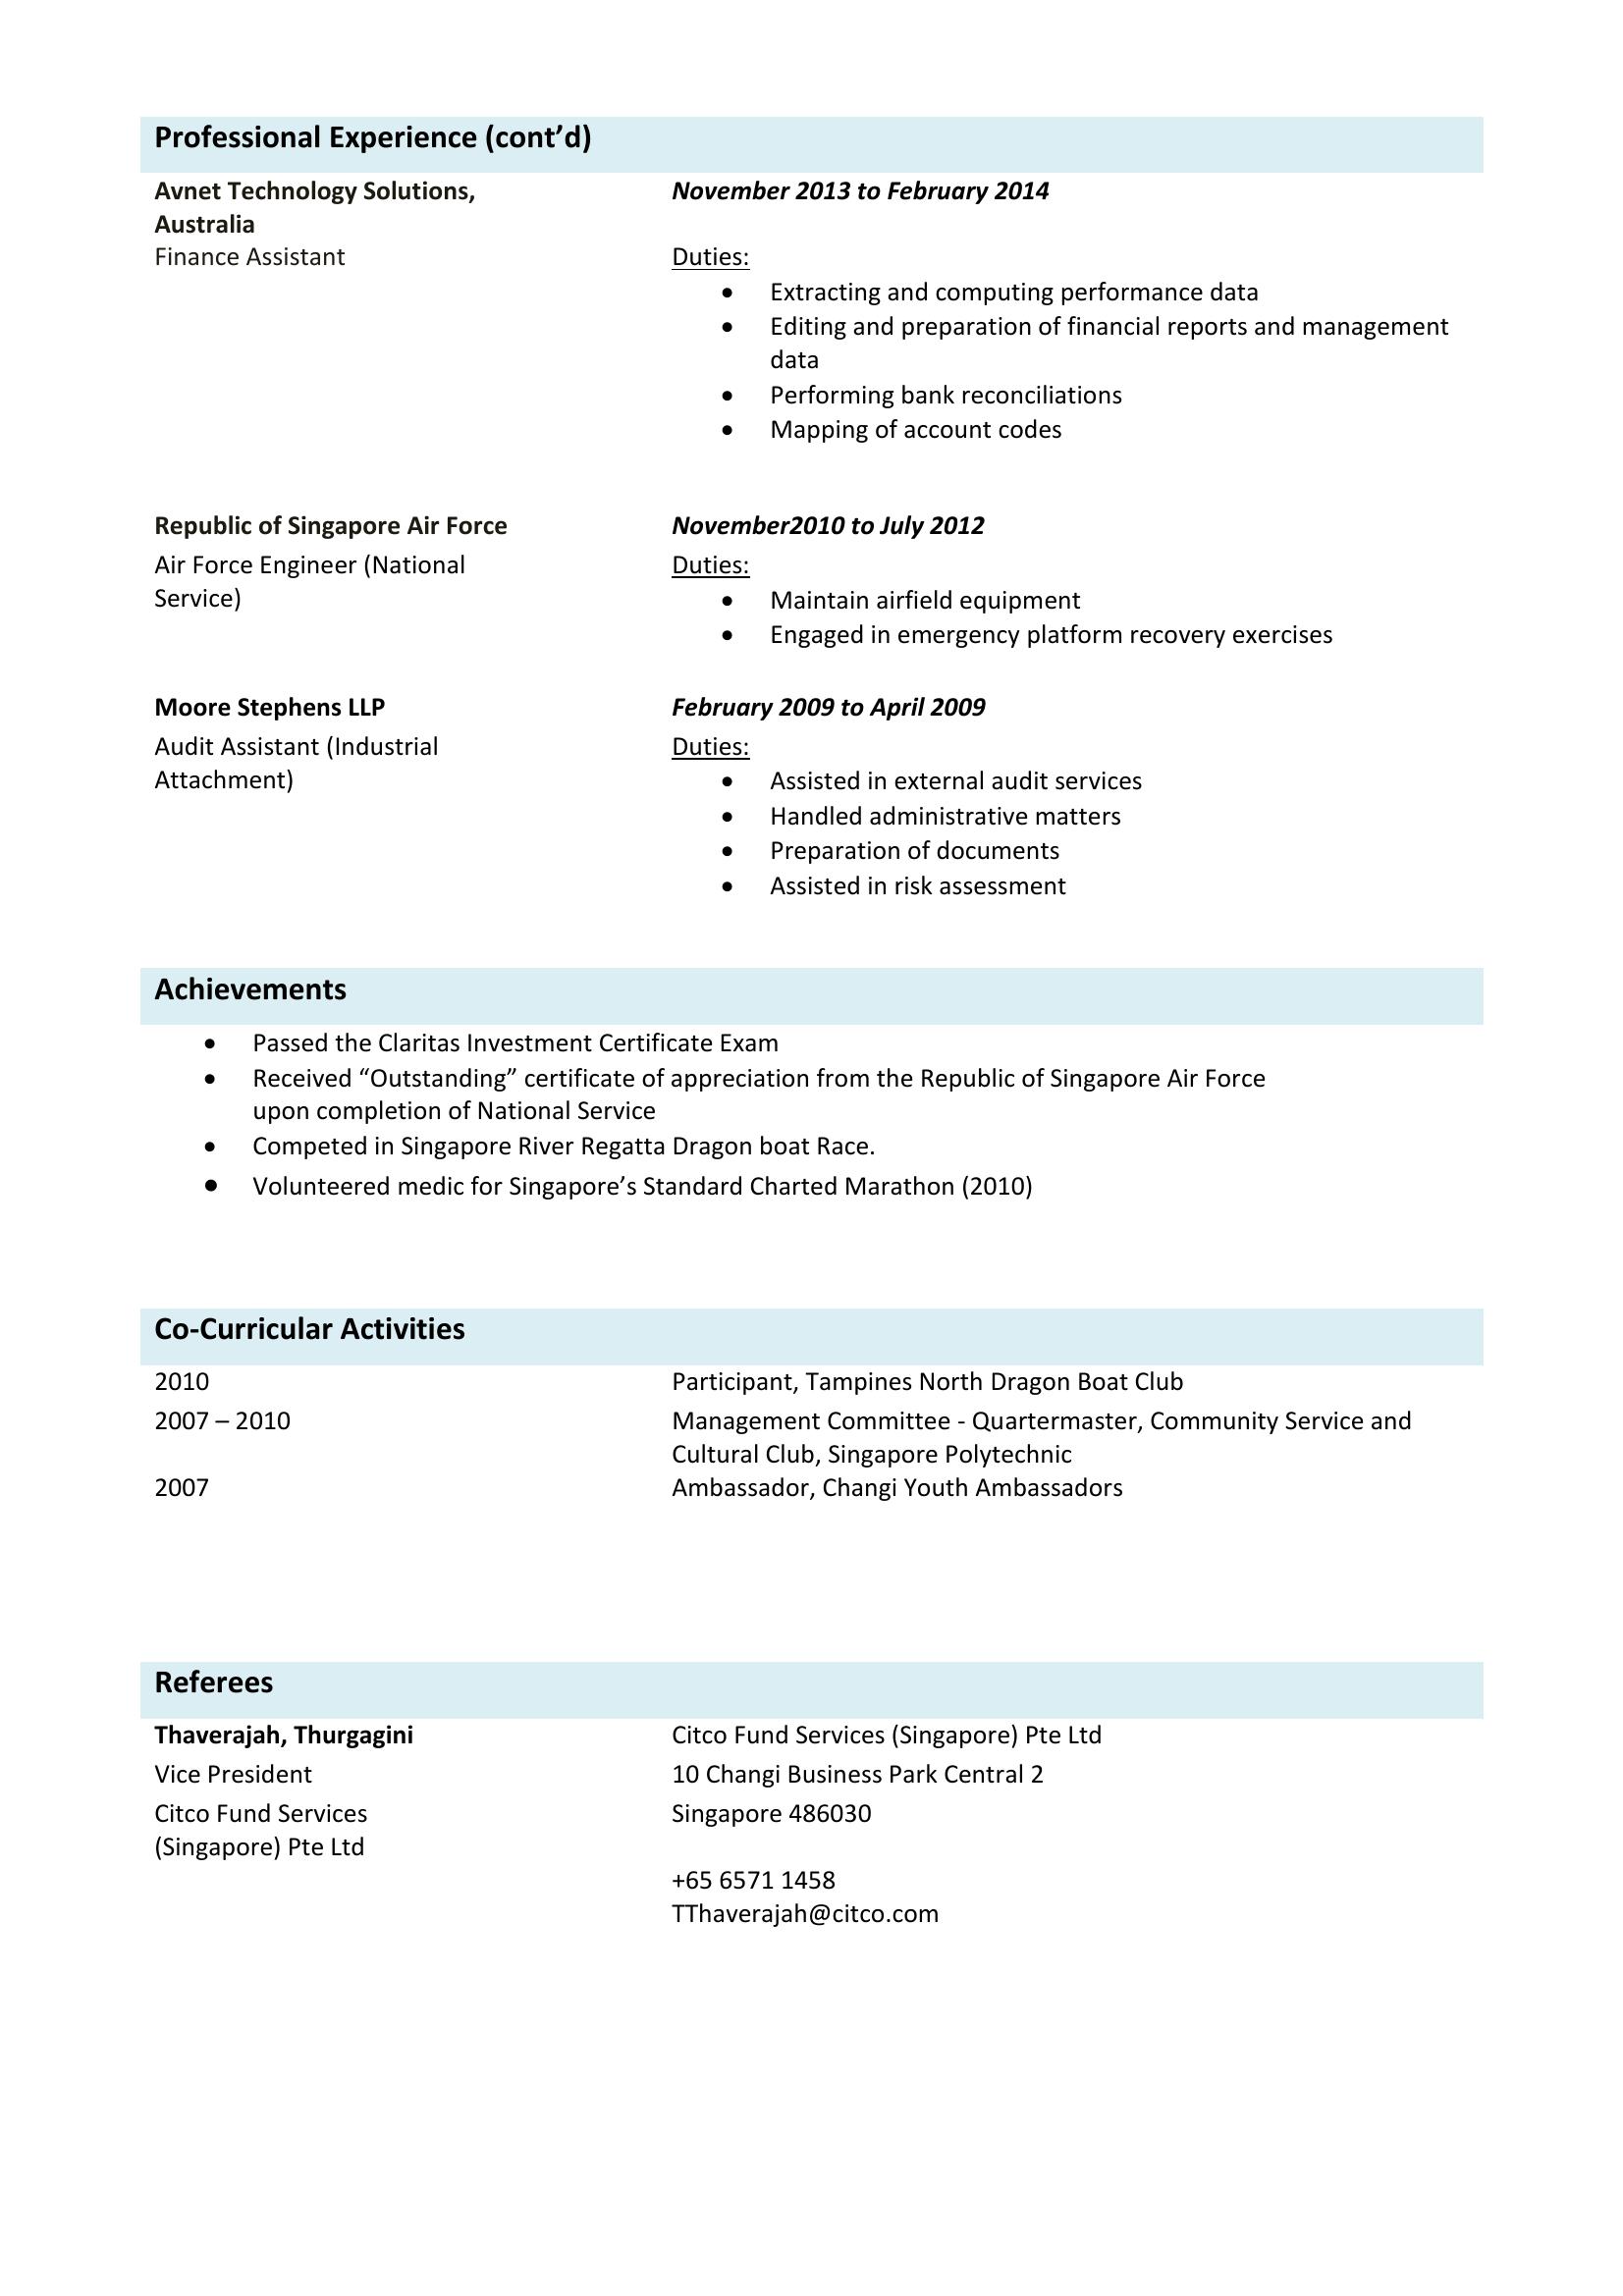 Professional Experience (cont’d)
Avnet Technology Solutions,
Australia
November 2013 to February 2014
Finance Assistant
Duties:
• Extracting and computing performance data
• Editing and preparation of financial reports and management
data
• Performing bank reconciliations
• Mapping of account codes
Republic of Singapore Air Force
November2010 to July 2012
Air Force Engineer (National
Service)
Duties:
• Maintain airfield equipment
• Engaged in emergency platform recovery exercises
Moore Stephens LLP
February 2009 to April 2009
Audit Assistant (Industrial
Attachment)
Duties:
• Assisted in external audit services
• Handled administrative matters
• Preparation of documents
• Assisted in risk assessment
Achievements
• Passed the Claritas Investment Certificate Exam
• Received “Outstanding” certificate of appreciation from the Republic of Singapore Air Force
upon completion of National Service
• Competed in Singapore River Regatta Dragon boat Race.
• Volunteered medic for Singapore’s Standard Charted Marathon (2010)
Co-Curricular Activities
2010
Participant, Tampines North Dragon Boat Club
2007 – 2010
Management Committee - Quartermaster, Community Service and
Cultural Club, Singapore Polytechnic
2007
Ambassador, Changi Youth Ambassadors
Referees
Thaverajah, Thurgagini
Citco Fund Services (Singapore) Pte Ltd
Vice President
10 Changi Business Park Central 2
Citco Fund Services
(Singapore) Pte Ltd
Singapore 486030
+65 6571 1458
TThaverajah@citco.com